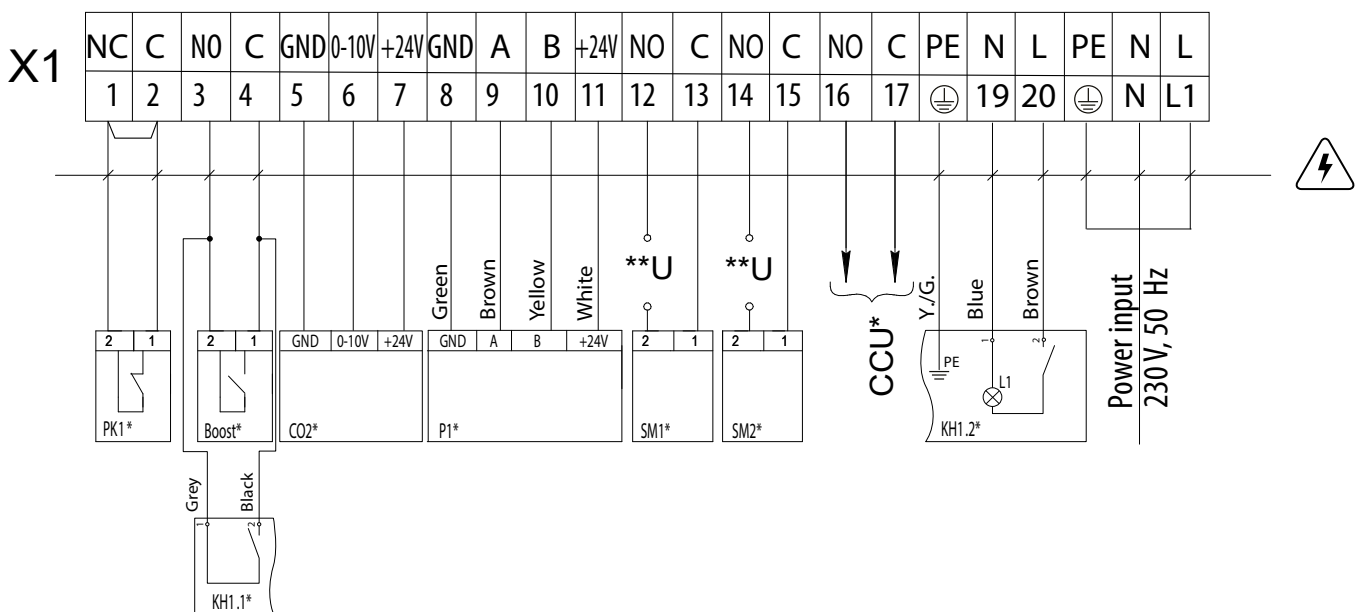 X1
NC C NO C GND 0-10V +24V GND A B +24V NO C NO C NO C PE N L PE N L
1 2 3 4 5 6 7 8 9 10 11 12 13 14 15 16 17 19 20 N L1
**U **U
Green Brown Yellow White
Y./G. Blue Brown
Power input
230 V, 50 Hz
CCU*
2 1 2 1 GND 0-10V +24V GND A B +24V 2 1 2 1
1 2
PE L1
PK1* Boost* CO2* P1* SM1* SM2* KH1.2*
Grey Black
1 2
KH1.1*